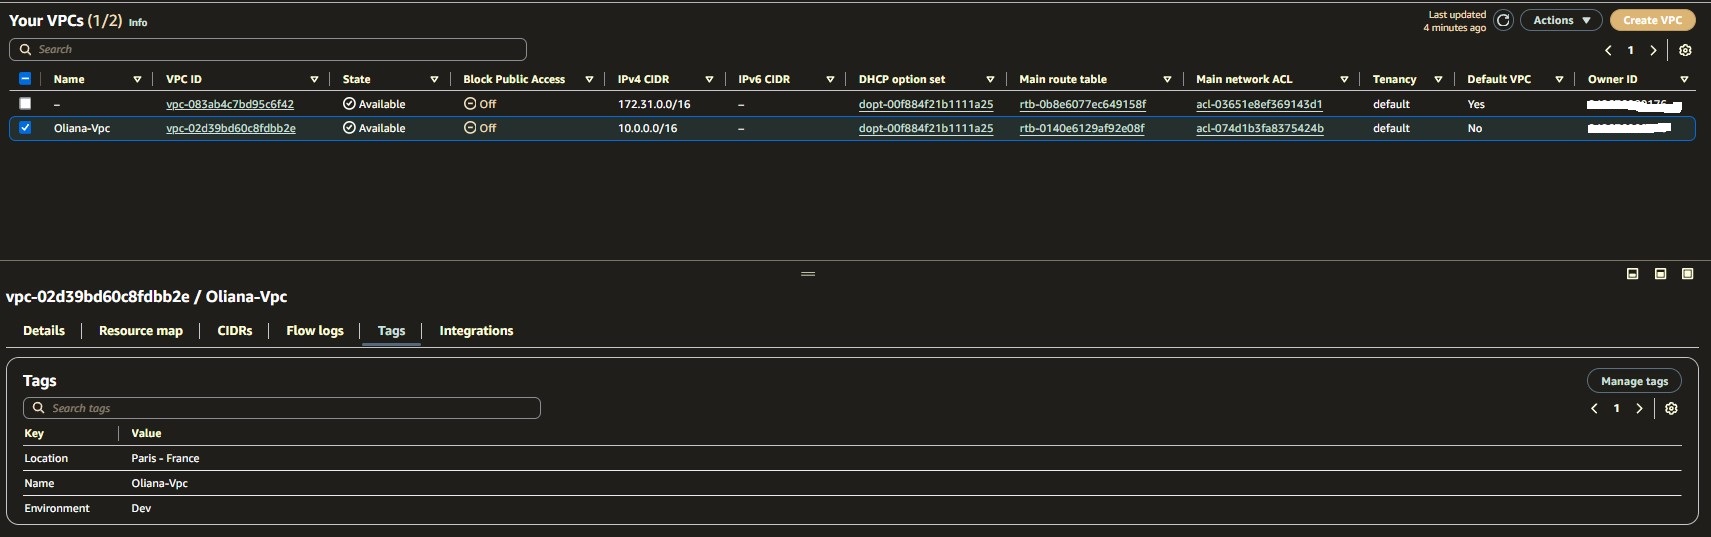 Your VPCs (1/2) Info
Last updated
4 minutes ago
Actions
Create VPC
Search
1
Name VPC ID State Block Public Access IPv4 CIDR IPv6 CIDR DHCP option set Main route table Main network ACL Tenancy Default VPC Owner ID
– vpc-083ab4c7bd95c6f42 Available Off 172.31.0.0/16 – dopt-00f884f21b1111a25 rtb-0b8e6077ec649158f acl-03651e8ef369143d1 default Yes
Oliana-Vpc vpc-02d39bd60c8fdbb2e Available Off 10.0.0.0/16 – dopt-00f884f21b1111a25 rtb-0140e6129af92e08f acl-074d1b3fa8375424b default No
vpc-02d39bd60c8fdbb2e / Oliana-Vpc
Details Resource map CIDRs Flow logs Tags Integrations
Tags
Manage tags
Search tags
1
Key Value
Location Paris - France
Name Oliana-Vpc
Environment Dev